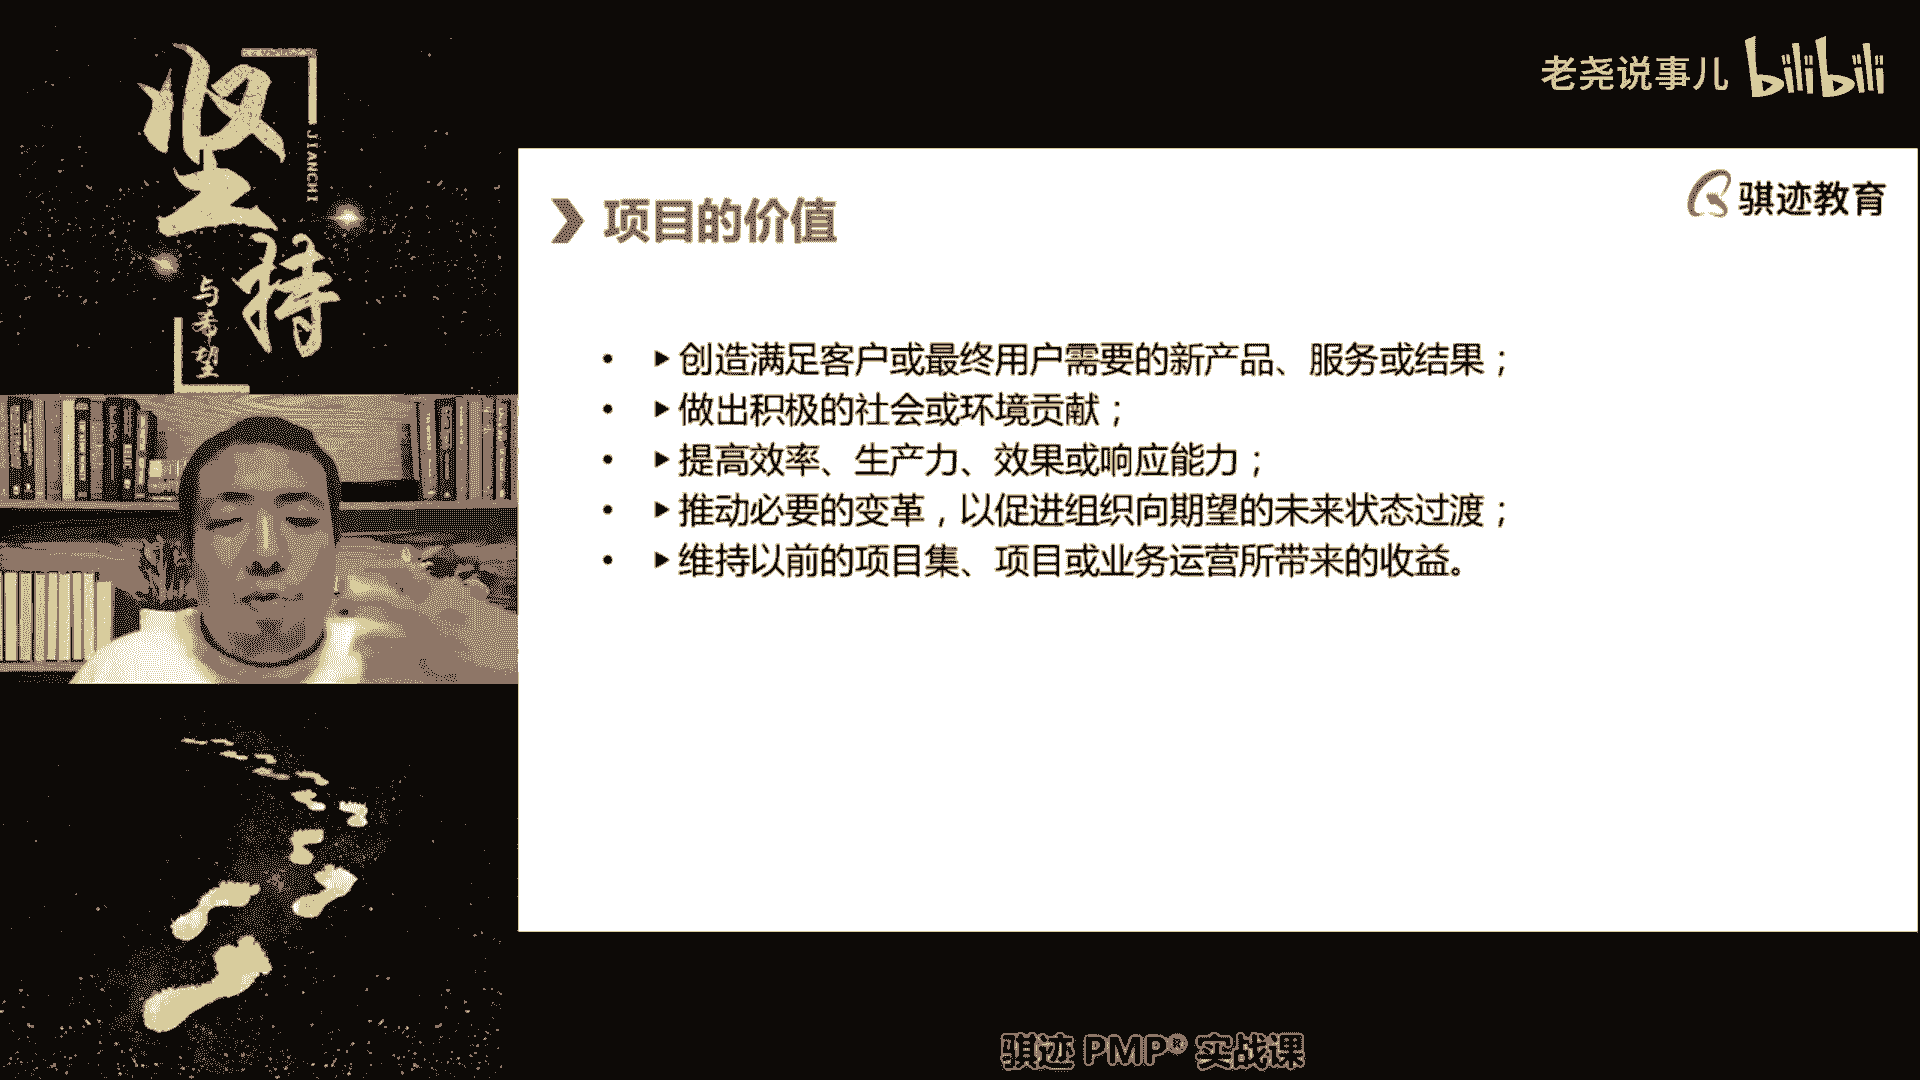 坚持
JIANCHI
与希望
老尧说事儿 bilibili
骐迹教育
项目的价值
• ▶创造满足客户或最终用户需要的新产品、服务或结果；
• ▶做出积极的社会或环境贡献；
• ▶提高效率、生产力、效果或响应能力；
• ▶推动必要的变革，以促进组织向期望的未来状态过渡；
• ▶维持以前的项目集、项目或业务运营所带来的收益。
骐迹 PMP® 实战课